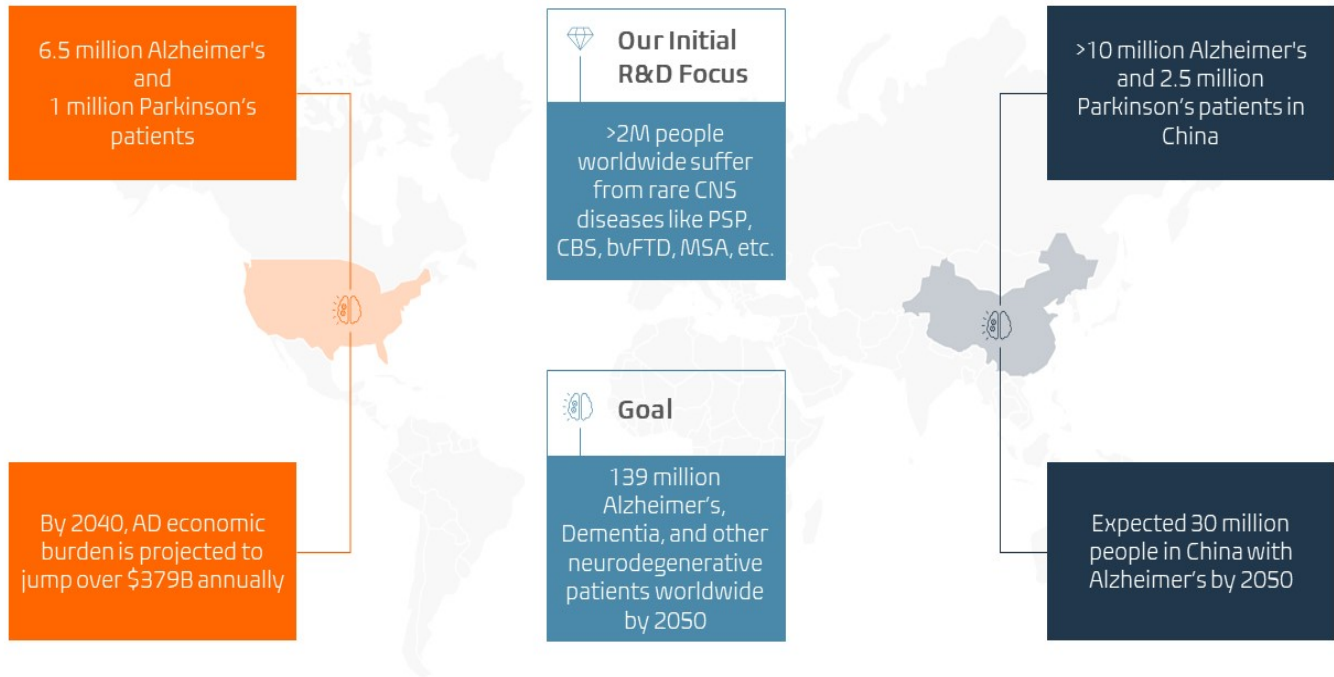 6.5 million Alzheimer's
and
1 million Parkinson’s
patients
Our Initial
R&D Focus
>2M people
worldwide suffer
from rare CNS
diseases like PSP,
CBS, bvFTD, MSA, etc.
>10 million Alzheimer's
and 2.5 million
Parkinson’s patients in
China
By 2040, AD economic
burden is projected to
jump over $379B annually
Goal
139 million
Alzheimer’s,
Dementia, and other
neurodegenerative
patients worldwide
by 2050
Expected 30 million
people in China with
Alzheimer’s by 2050